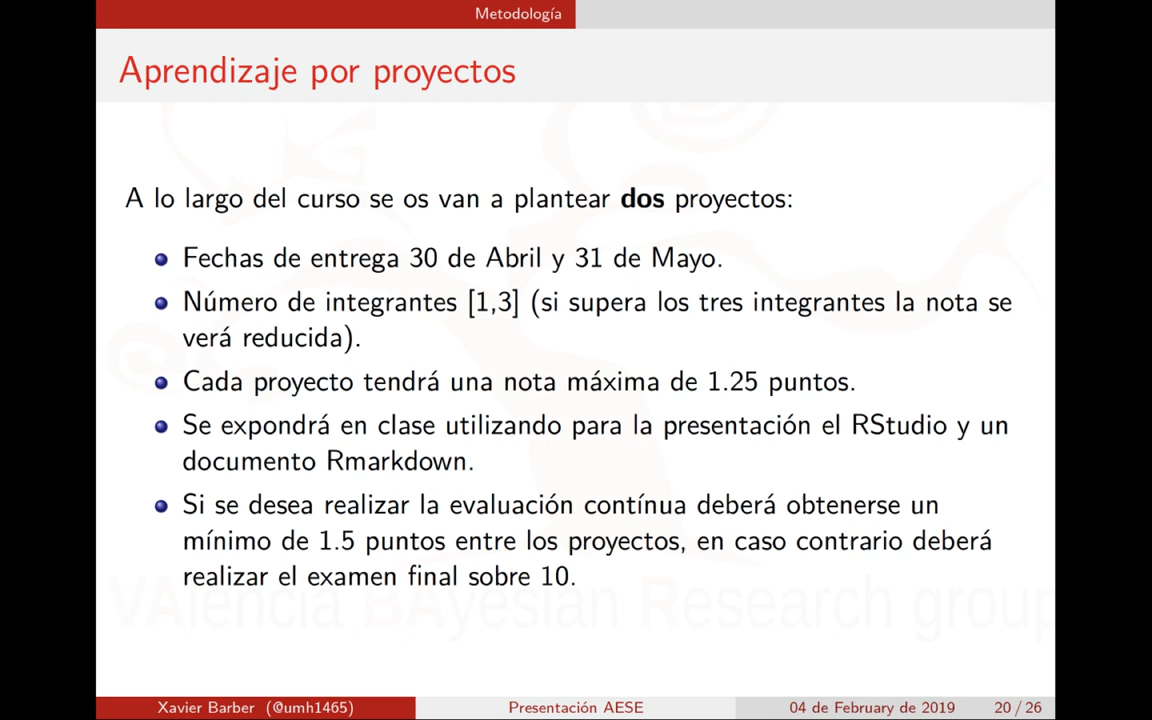 Metodología
Aprendizaje por proyectos
A lo largo del curso se os van a plantear dos proyectos:
Fechas de entrega 30 de Abril y 31 de Mayo.
Número de integrantes [1,3] (si supera los tres integrantes la nota se
verá reducida).
Cada proyecto tendrá una nota máxima de 1.25 puntos.
Se expondrá en clase utilizando para la presentación el RStudio y un
documento Rmarkdown.
Si se desea realizar la evaluación contínua deberá obtenerse un
mínimo de 1.5 puntos entre los proyectos, en caso contrario deberá
realizar el examen final sobre 10.
VAlencia BAyesian Research group
Xavier Barber (@umh1465) Presentación AESE 04 de February de 2019 20 / 26